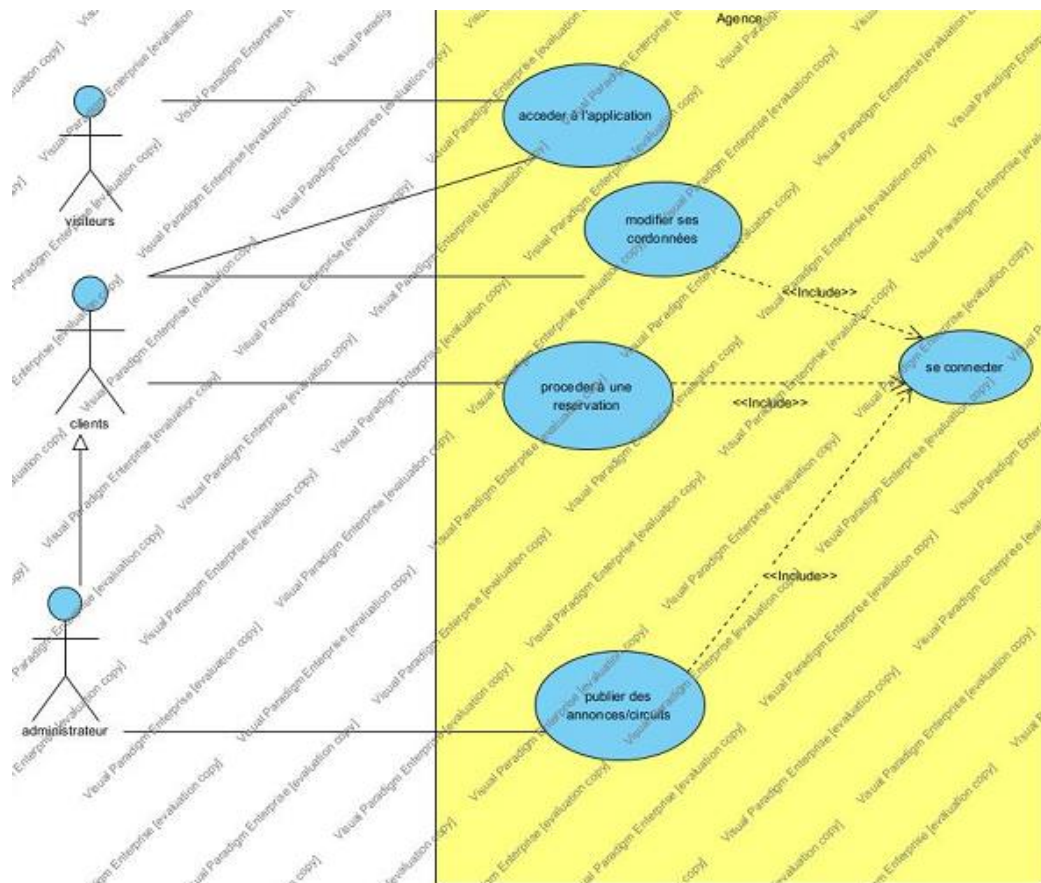 Agence
acceder à l'application
visiteurs
modifier ses
cordonnées
<<Include>>
se connecter
proceder à une
reservation
<<Include>>
clients
<<Include>>
publier des
annonces/circuits
administrateur
Visual Paradigm Enterprise [evaluation copy]